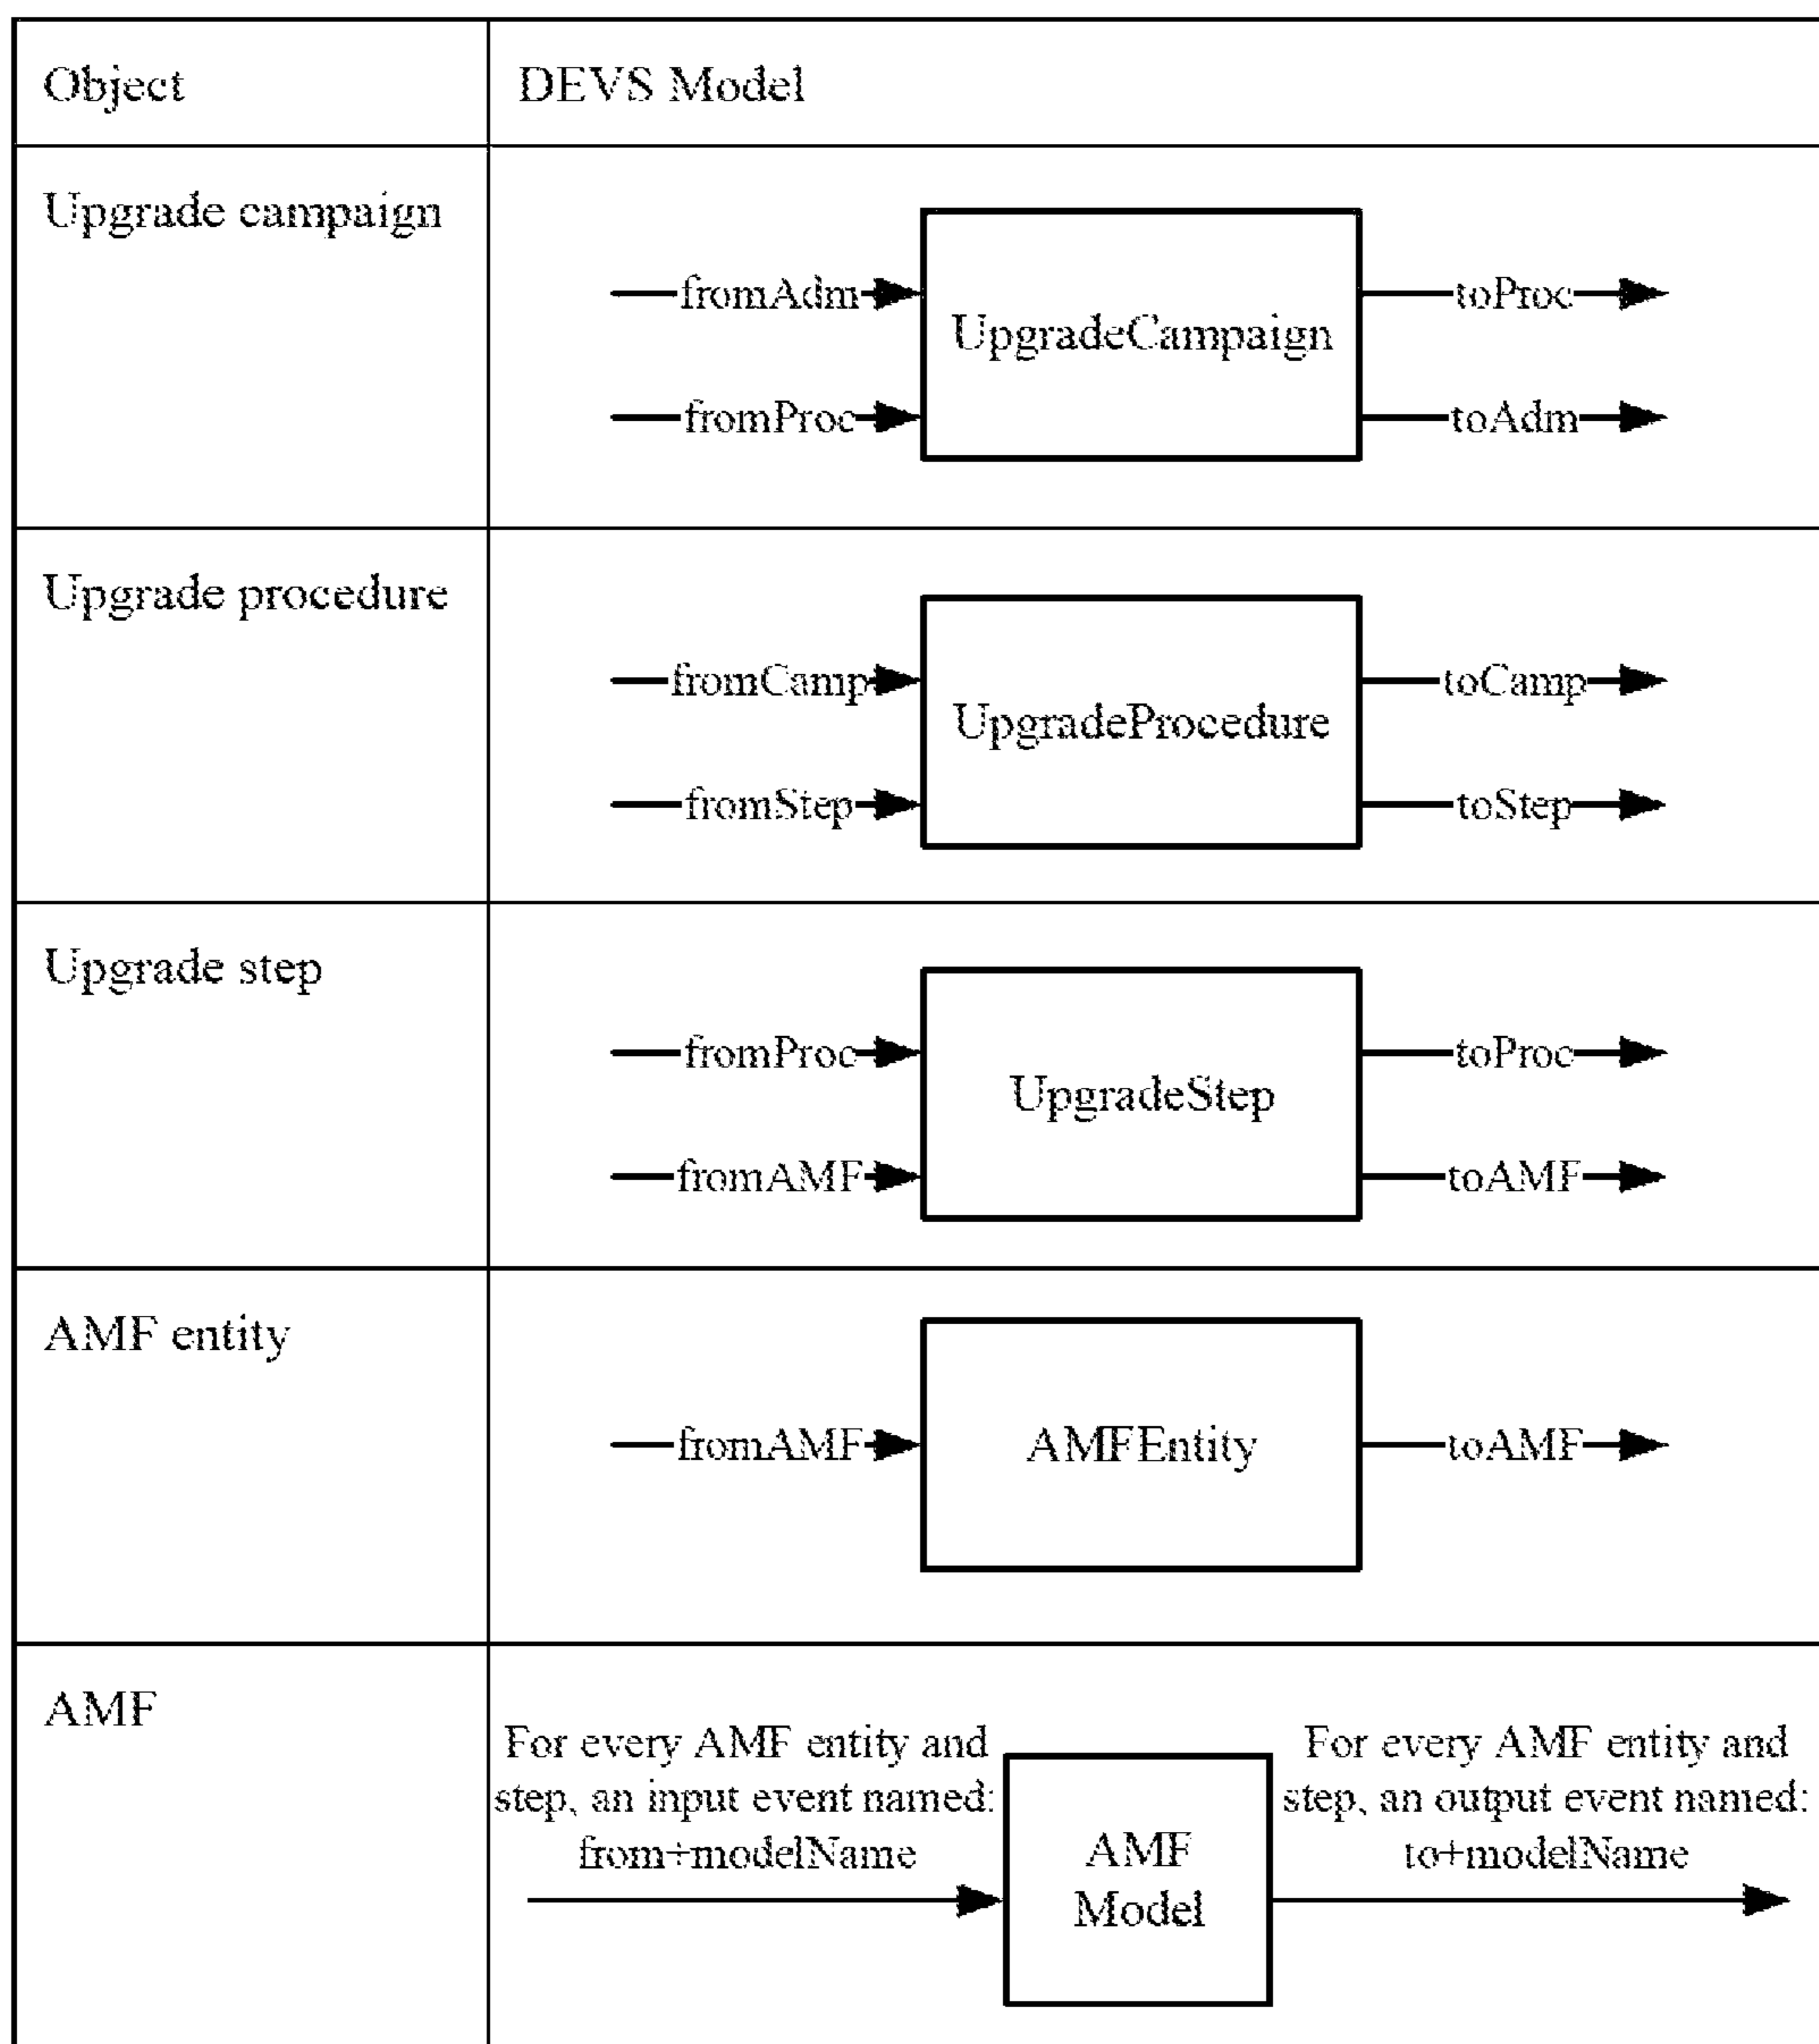 Object
DEVS Model
Upgrade campaign
fromAdm
fromProc
UpgradeCampaign
toProc
toAdm
Upgrade procedure
fromCamp
fromStep
UpgradeProcedure
toCamp
toStep
Upgrade step
fromProc
fromAMF
UpgradeStep
toProc
toAMF
AMF entity
fromAMF
AMFEntity
toAMF
AMF
For every AMF entity and
step, an input event named:
from+modelName
AMF
Model
For every AMF entity and
step, an output event named:
to+modelName